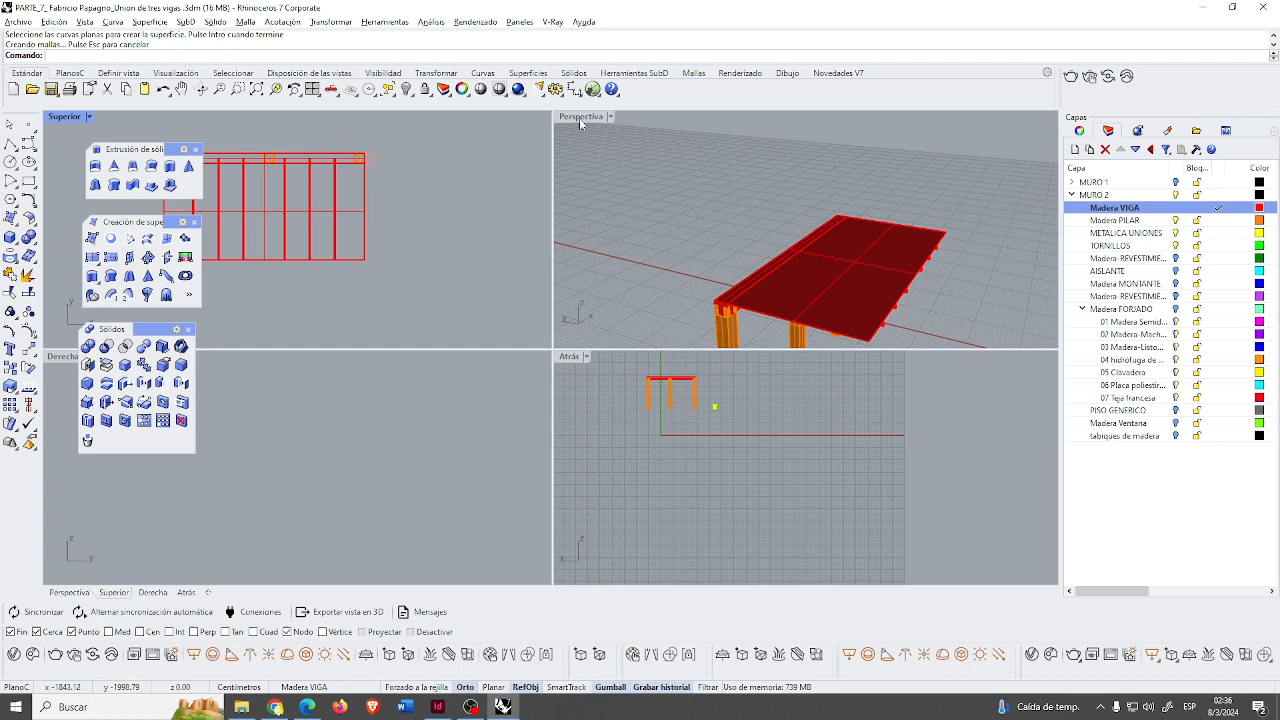 PARTE_7_ Fabricio Papagno_Union de tres vigas .3dm (16 MB) - Rhinoceros 7 Corporate
Archivo Edición Vista Curva Superficie SubD Sólido Malla Acotación Transformar Herramientas Análisis Renderizado Paneles V-Ray Ayuda
Seleccione las curvas planas para crear la superficie. Pulse Intro cuando termine
Creando mallas... Pulse Esc para cancelar
Comando:
Estándar PlanosC Definir vista Visualización Seleccionar Disposición de las vistas Visibilidad Transformar Curvas Superficies Sólidos Herramientas SubD Mallas Renderizado Dibujo Novedades V7
Superior
Perspectiva
Capas
Extrusión de sóli
Capa Bloq... Color
MURO 1
MURO 2
Madera VIGA
Madera PILAR
Creación de supe
METALICA UNIONES
TORNILLOS
Madera-REVESTIMIE...
AISLANTE
Madera MONTANTE
Madera-REVESTIMIE...
Madera FORJADO
01 Madera Semid...
Sólidos
02 Madera-Mach...
03 Madera-Listo...
Derecha
Atrás
04 hidrófuga de ...
05 Clavadera
06 Placa poliestir...
07 Teja francesa
PISO GENERICO
Madera Ventana
tabiques de madera
y x z
z y
x z
Perspectiva Superior Derecha Atrás
Sincronizar Alternar sincronización automática Conexiones Exportar vista en 3D Mensajes
Fin Cerca Punto Med Cen Int Perp Tan Cuad Nodo Vértice Proyectar Desactivar
PlanoC x -1843.12 y -1998.79 z 0.00 Centímetros Madera VIGA Forzado a la rejilla Orto Planar RefObj SmartTrack Gumball Grabar historial Filtrar Uso de memoria: 739 MB
Buscar
Caída de temp.
ESP
02:36
8/3/2024